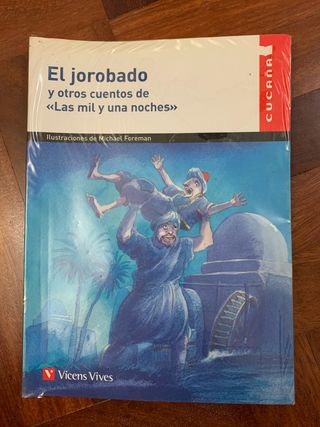 El jorobado
y otros cuentos de
«Las mil y una noches»
Ilustraciones de Michael Foreman
CUCAÑA
Vicens Vives